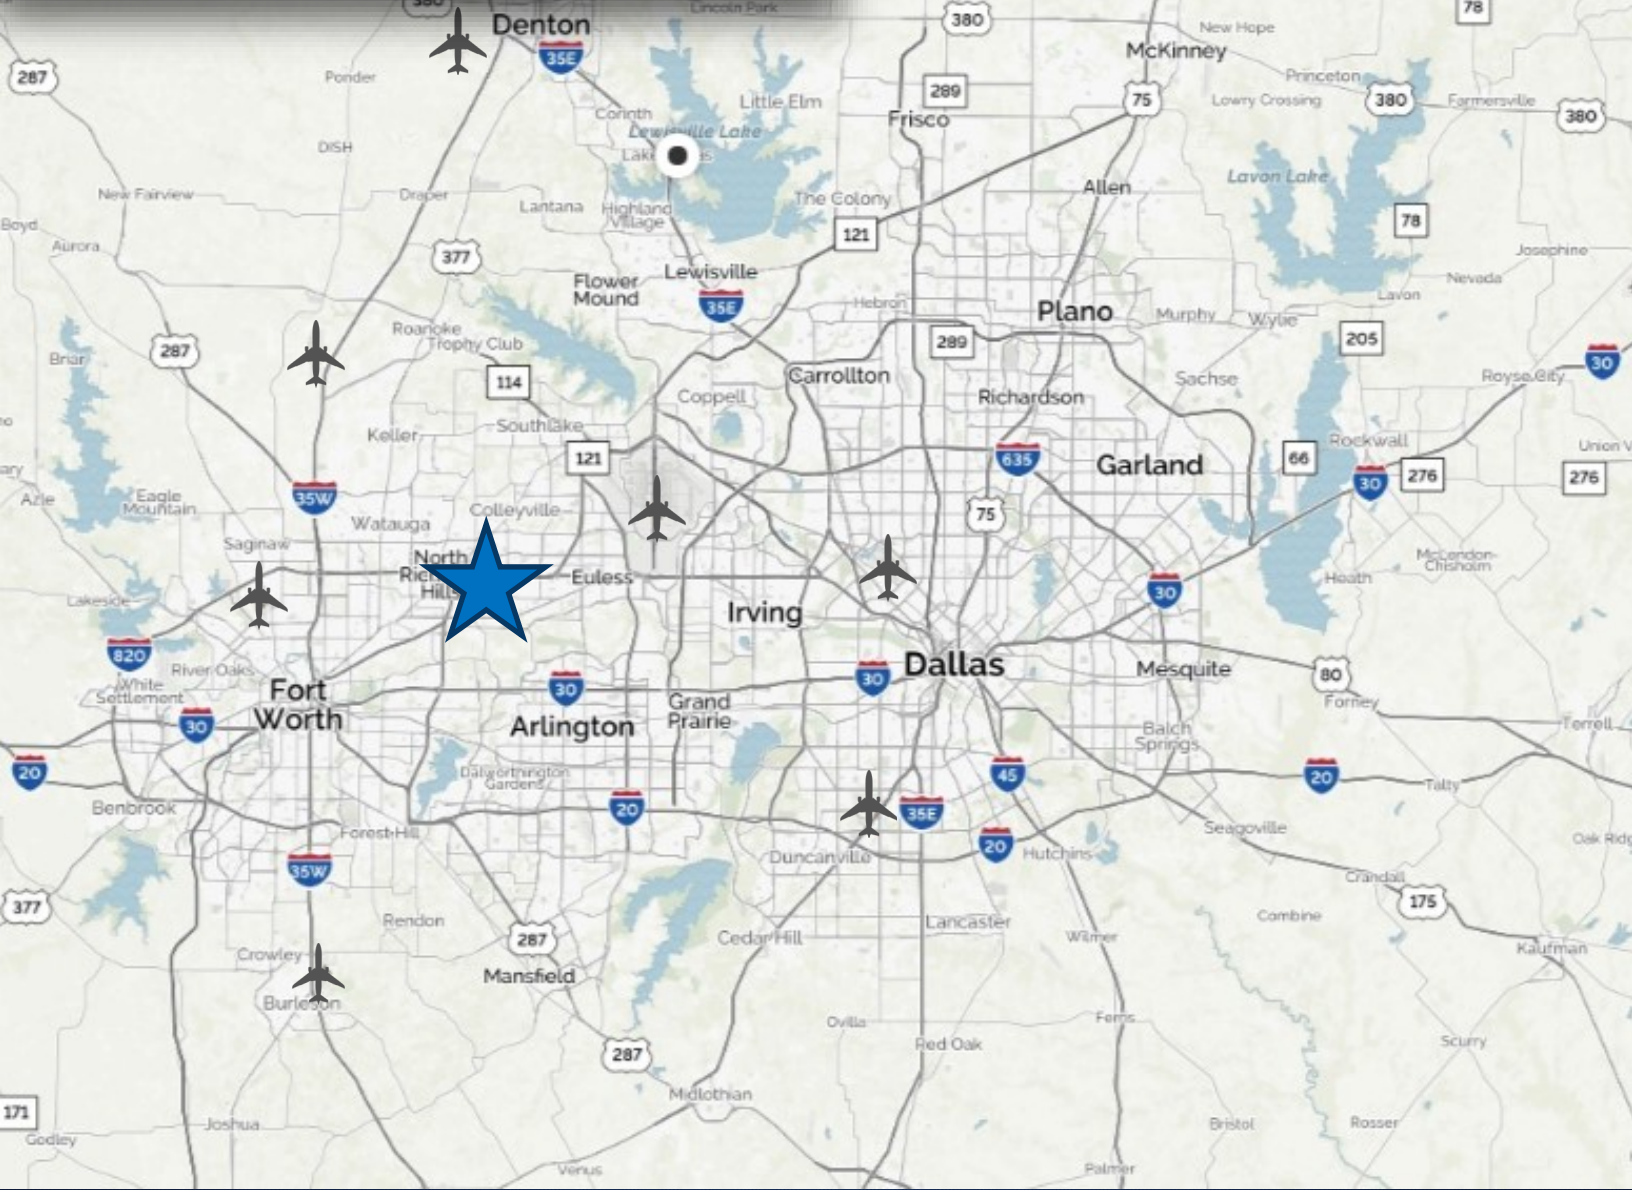 380
Lincoln Park
380
78
Denton
New Hope
McKinney
35E
287
Ponder
Princeton
289
75
Lowry Crossing
380
Farmersville
380
Little Elm
Corinth
Frisco
Lewisville Lake
DISH
Lavon Lake
Allen
New Fairview
Draper
The Colony
Lantana
Highland
Village
78
Boyd
121
Aurora
377
Josephine
Lewisville
Flower
Mound
Nevada
Lavon
35E
Hebron
Plano
Murphy
Wylie
Roanoke
Trophy Club
289
205
287
Briar
30
114
Carrollton
Royse City
Sachse
Coppell
Richardson
Southlake
Keller
Rockwall
Union V
121
635
Garland
66
276
276
30
35W
Azle
Eagle
Mountain
Colleyville
75
Watauga
Saginaw
North
Hills
McLendon-
Chisholm
Euless
Heath
30
Lakeside
Irving
820
River Oaks
Dallas
Mesquite
80
White
Settlement
30
30
Fort
Worth
Grand
Prairie
Forney
30
Arlington
Terrell
Balch
Springs
20
Dalworthington
Gardens
45
20
Talty
Benbrook
20
35E
Forest Hill
Seagoville
Oak Ridg
20
Hutchins
Duncanville
35W
Crandall
377
175
Rendon
Lancaster
Combine
Wilmer
287
Cedar Hill
Crowley
Kaufman
Mansfield
Burleson
Ovilla
Ferris
Red Oak
Scurry
287
Midlothian
171
Joshua
Bristol
Rosser
Godley
Venus
Palmer